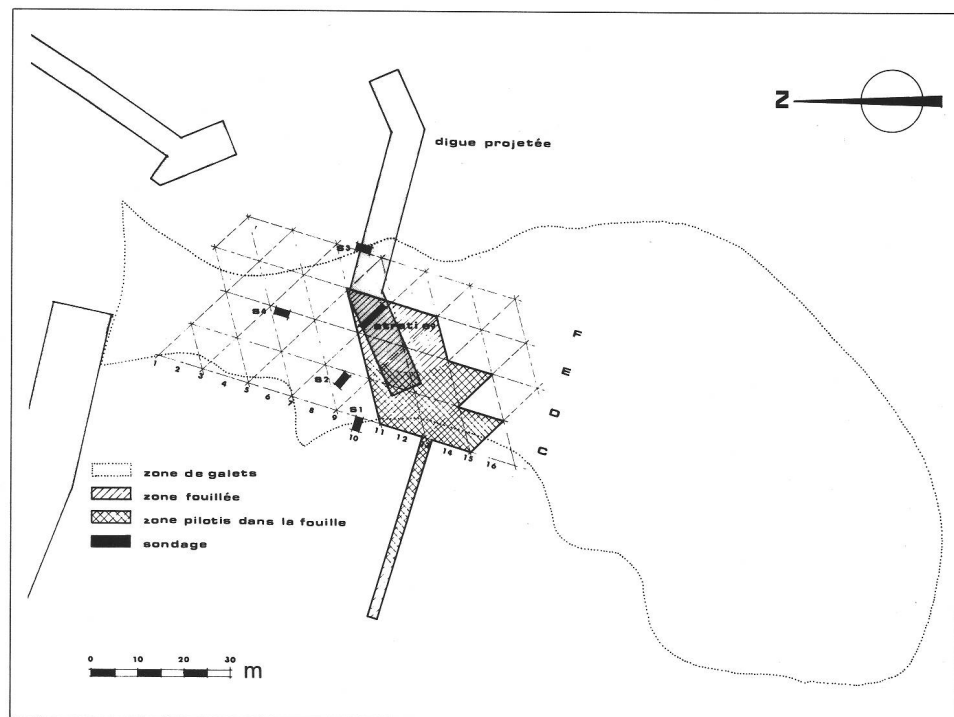 N
digue projetée
S3
S4
stratigr
F
E
D
C
S2
S1
1 2 3 4 5 6 7 8 9 10 11 12 13 14 15 16
zone de galets
zone fouillée
zone pilotis dans la fouille
sondage
0 10 20 30 m